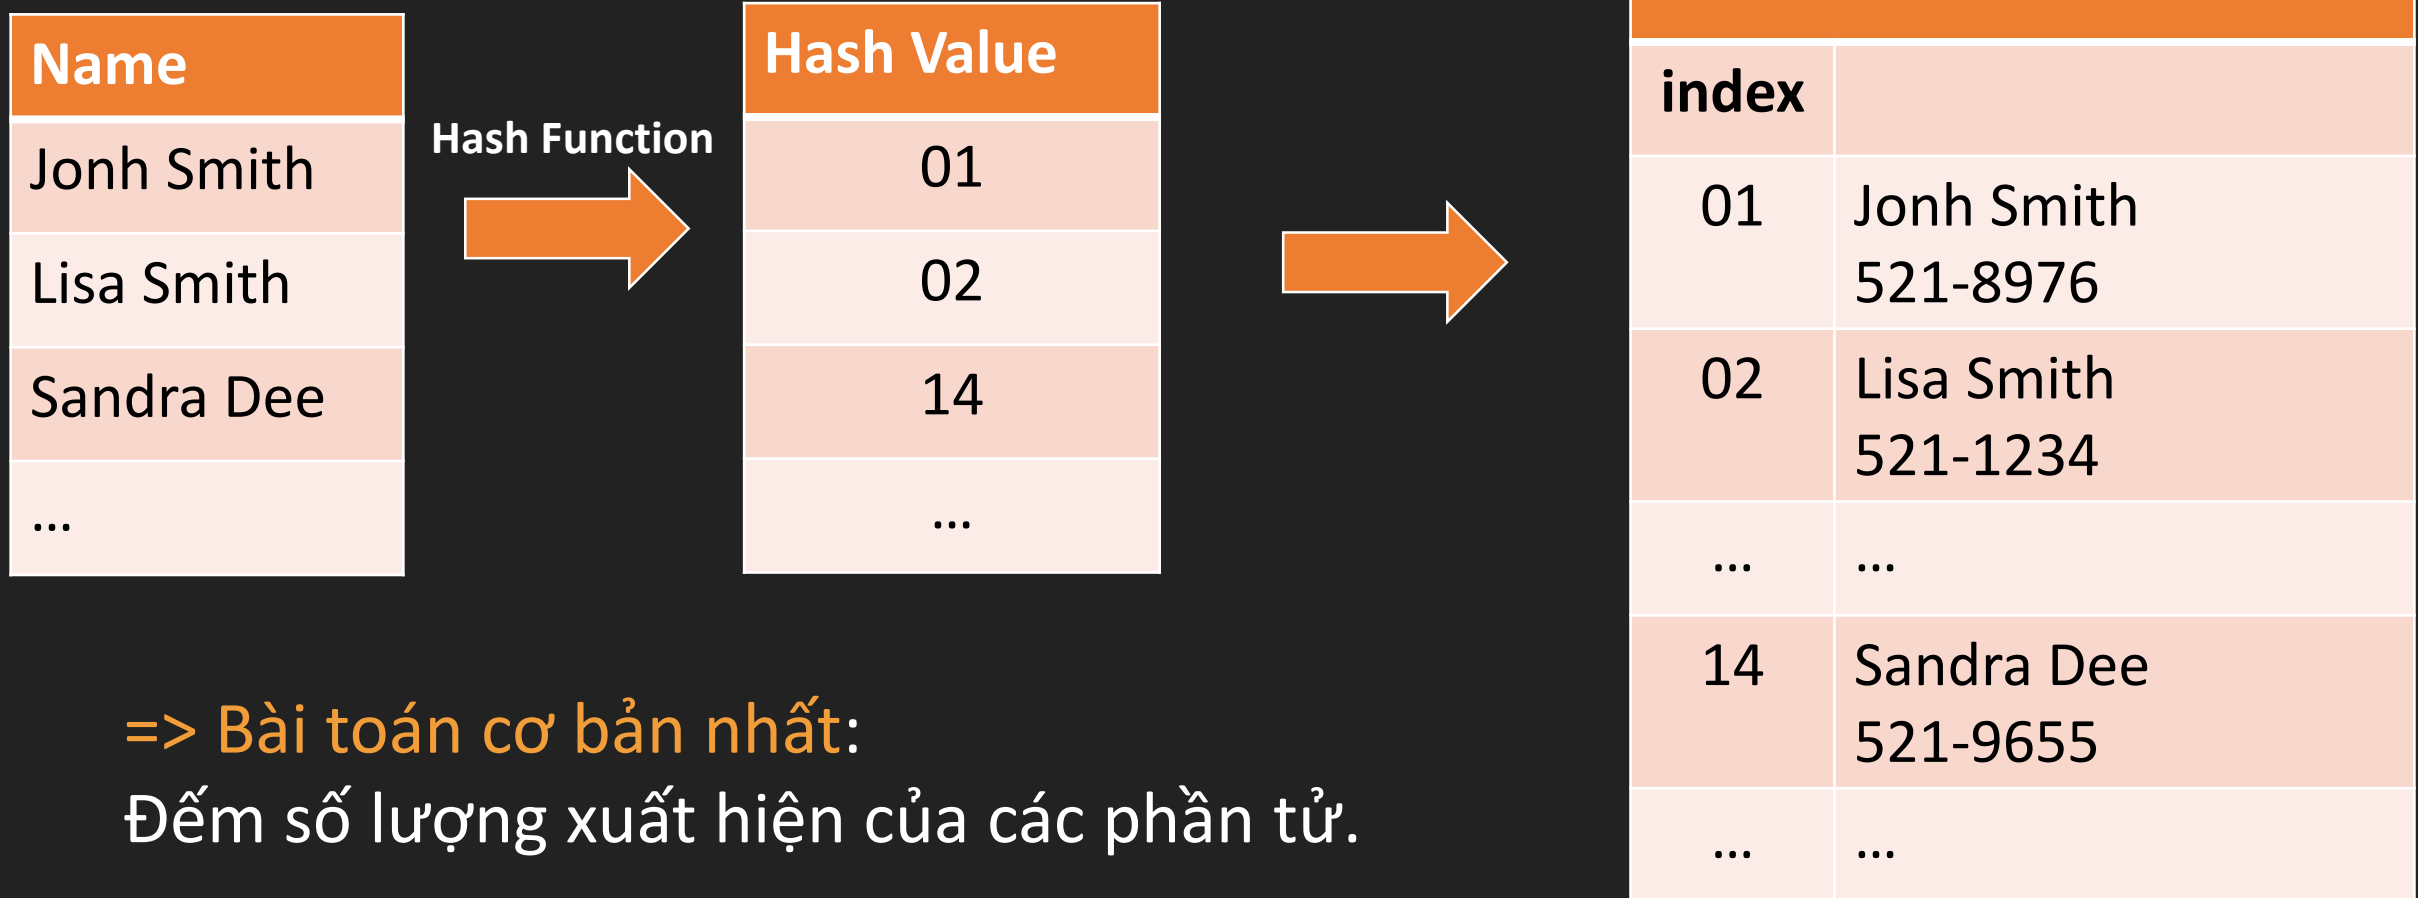 Name
Jonh Smith
Lisa Smith
Sandra Dee
...
Hash Function
Hash Value
01
02
14
...
index
01 Jonh Smith
521-8976
02 Lisa Smith
521-1234
... ...
14 Sandra Dee
521-9655
... ...
=> Bài toán cơ bản nhất:
Đếm số lượng xuất hiện của các phần tử.